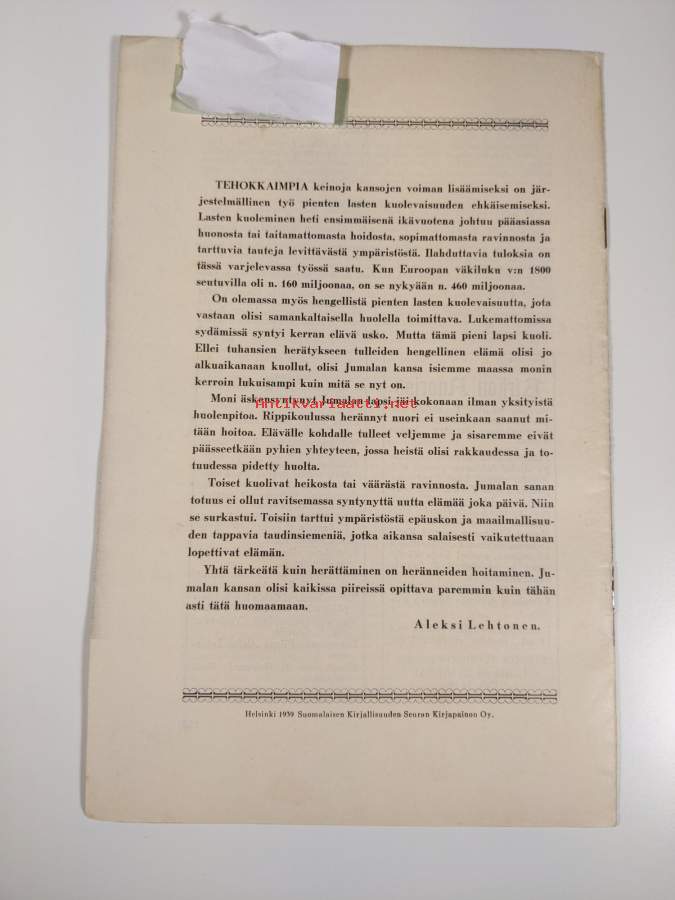 TEHOKKAIMPIA keinoja kansojen voiman lisäämiseksi on jär-
jestelmällinen työ pienten lasten kuolevaisuuden ehkäisemiseksi.
Lasten kuoleminen heti ensimmäisenä ikävuotena johtuu pääasiassa
huonosta tai taitamattomasta hoidosta, sopimattomasta ravinnosta ja
tarttuvia tauteja levittävästä ympäristöstä. Ilahduttavia tuloksia on
tässä varjelevassa työssä saatu. Kun Euroopan väkiluku v:n 1800
seutuvilla oli n. 160 miljoonaa, on se nykyään n. 460 miljoonaa.
On olemassa myös hengellistä pienten lasten kuolevaisuutta, jota
vastaan olisi samankaltaisella huolella toimittava. Lukemattomissa
sydämissä syntyi kerran elävä usko. Mutta tämä pieni lapsi kuoli.
Ellei tuhansien herätykseen tulleiden hengellinen elämä olisi jo
alkuaikanaan kuollut, olisi Jumalan kansa isiemme maassa monin
kerroin lukuisampi kuin mitä se nyt on.
Moni äskensyntynyt Jumalan lapsi jäi kokonaan ilman yksityistä
Antikvariaatti.net
huolenpitoa. Rippikoulussa herännyt nuori ei useinkaan saanut mi-
tään hoitoa. Elävälle kohdalle tulleet veljemme ja sisaremme eivät
päässeetkään pyhien yhteyteen, jossa heistä olisi rakkaudessa ja to-
tuudessa pidetty huolta.
Toiset kuolivat heikosta tai väärästä ravinnosta. Jumalan sanan
totuus ei ollut ravitsemassa syntynyttä uutta elämää joka päivä. Niin
se surkastui. Toisiin tarttui ympäristöstä epäuskon ja maailmallisuu-
den tappavia taudinsiemeniä, jotka aikansa salaisesti vaikutettuaan
lopettivat elämän.
Yhtä tärkeätä kuin herättäminen on heränneiden hoitaminen. Ju-
malan kansan olisi kaikissa piireissä opittava paremmin kuin tähän
asti tätä huomaamaan.
Aleksi Lehtonen.
Helsinki 1939 Suomalaisen Kirjallisuuden Seuran Kirjapainon Oy.